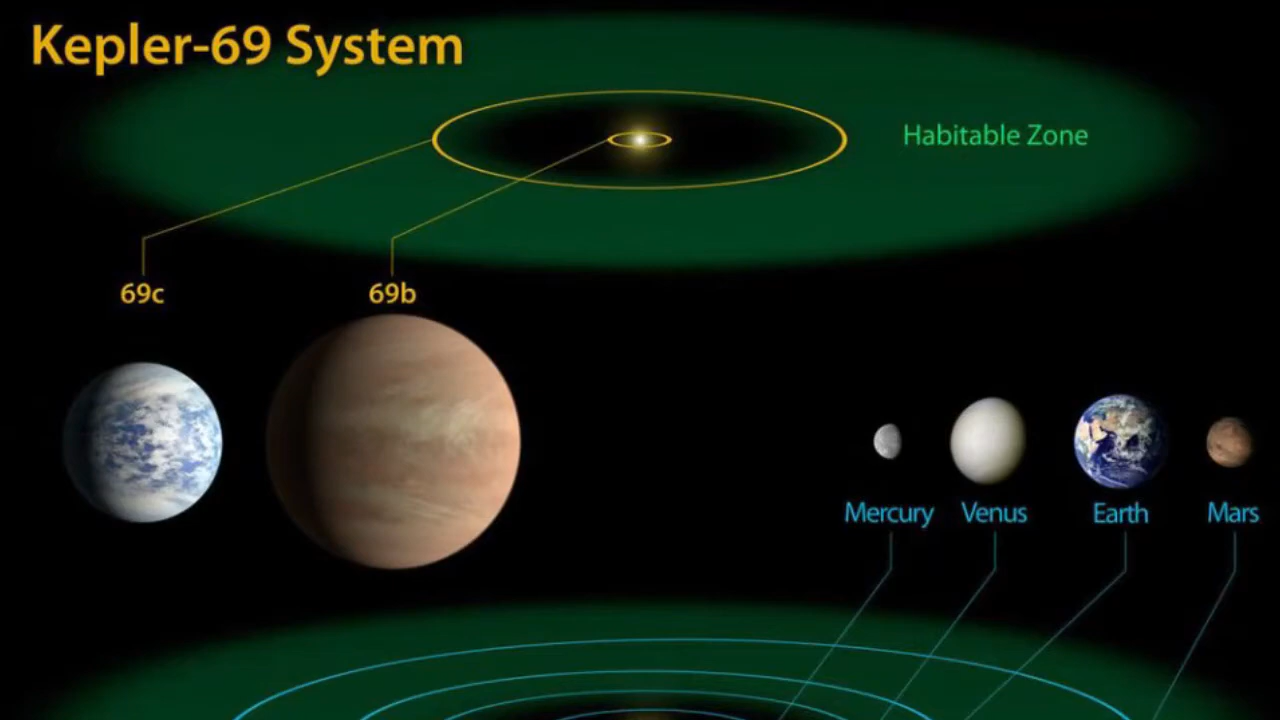 Kepler-69 System
Habitable Zone
69c
69b
Mercury
Venus
Earth
Mars